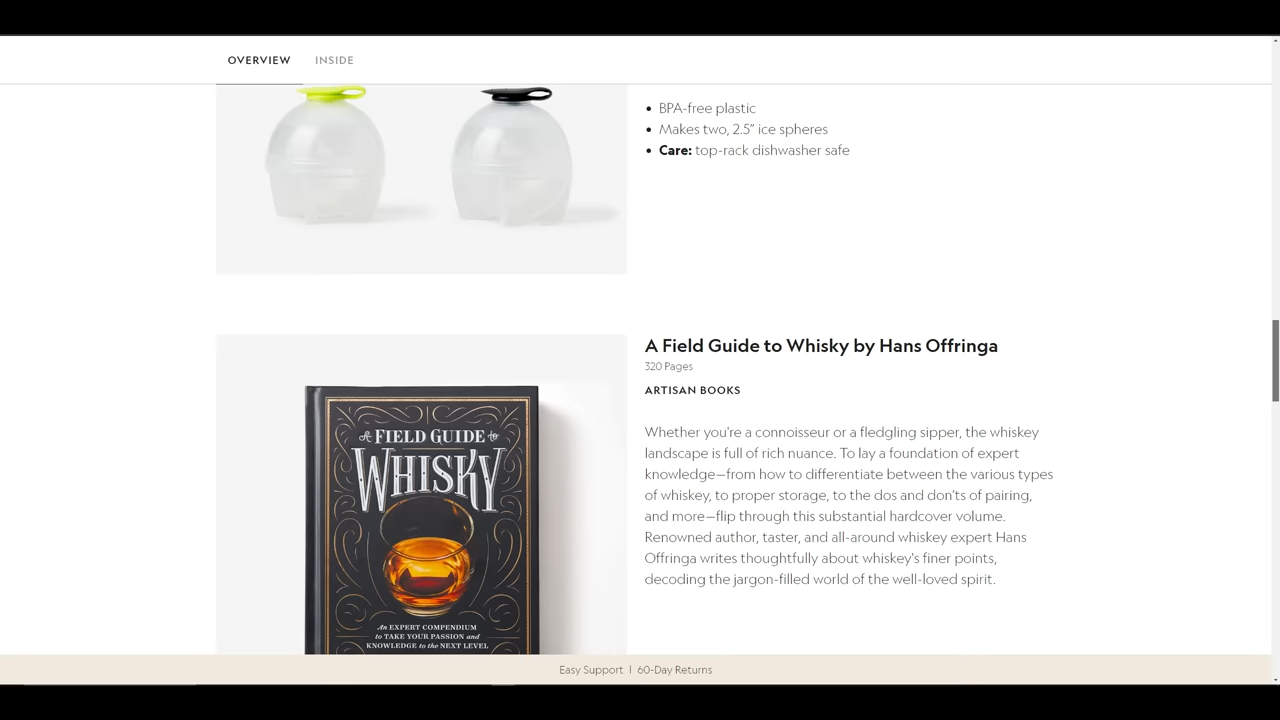 OVERVIEW
INSIDE
BPA-free plastic
Makes two, 2.5" ice spheres
Care: top-rack dishwasher safe
A Field Guide to Whisky by Hans Offringa
320 Pages
ARTISAN BOOKS
Whether you're a connoisseur or a fledgling sipper, the whiskey
landscape is full of rich nuance. To lay a foundation of expert
knowledge—from how to differentiate between the various types
of whiskey, to proper storage, to the dos and don'ts of pairing,
and more—flip through this substantial hardcover volume.
Renowned author, taster, and all-around whiskey expert Hans
Offringa writes thoughtfully about whiskey's finer points,
decoding the jargon-filled world of the well-loved spirit.
A FIELD GUIDE to
WHISKY
An EXPERT COMPENDIUM
to TAKE YOUR PASSION and
KNOWLEDGE to the NEXT LEVEL
Easy Support | 60-Day Returns